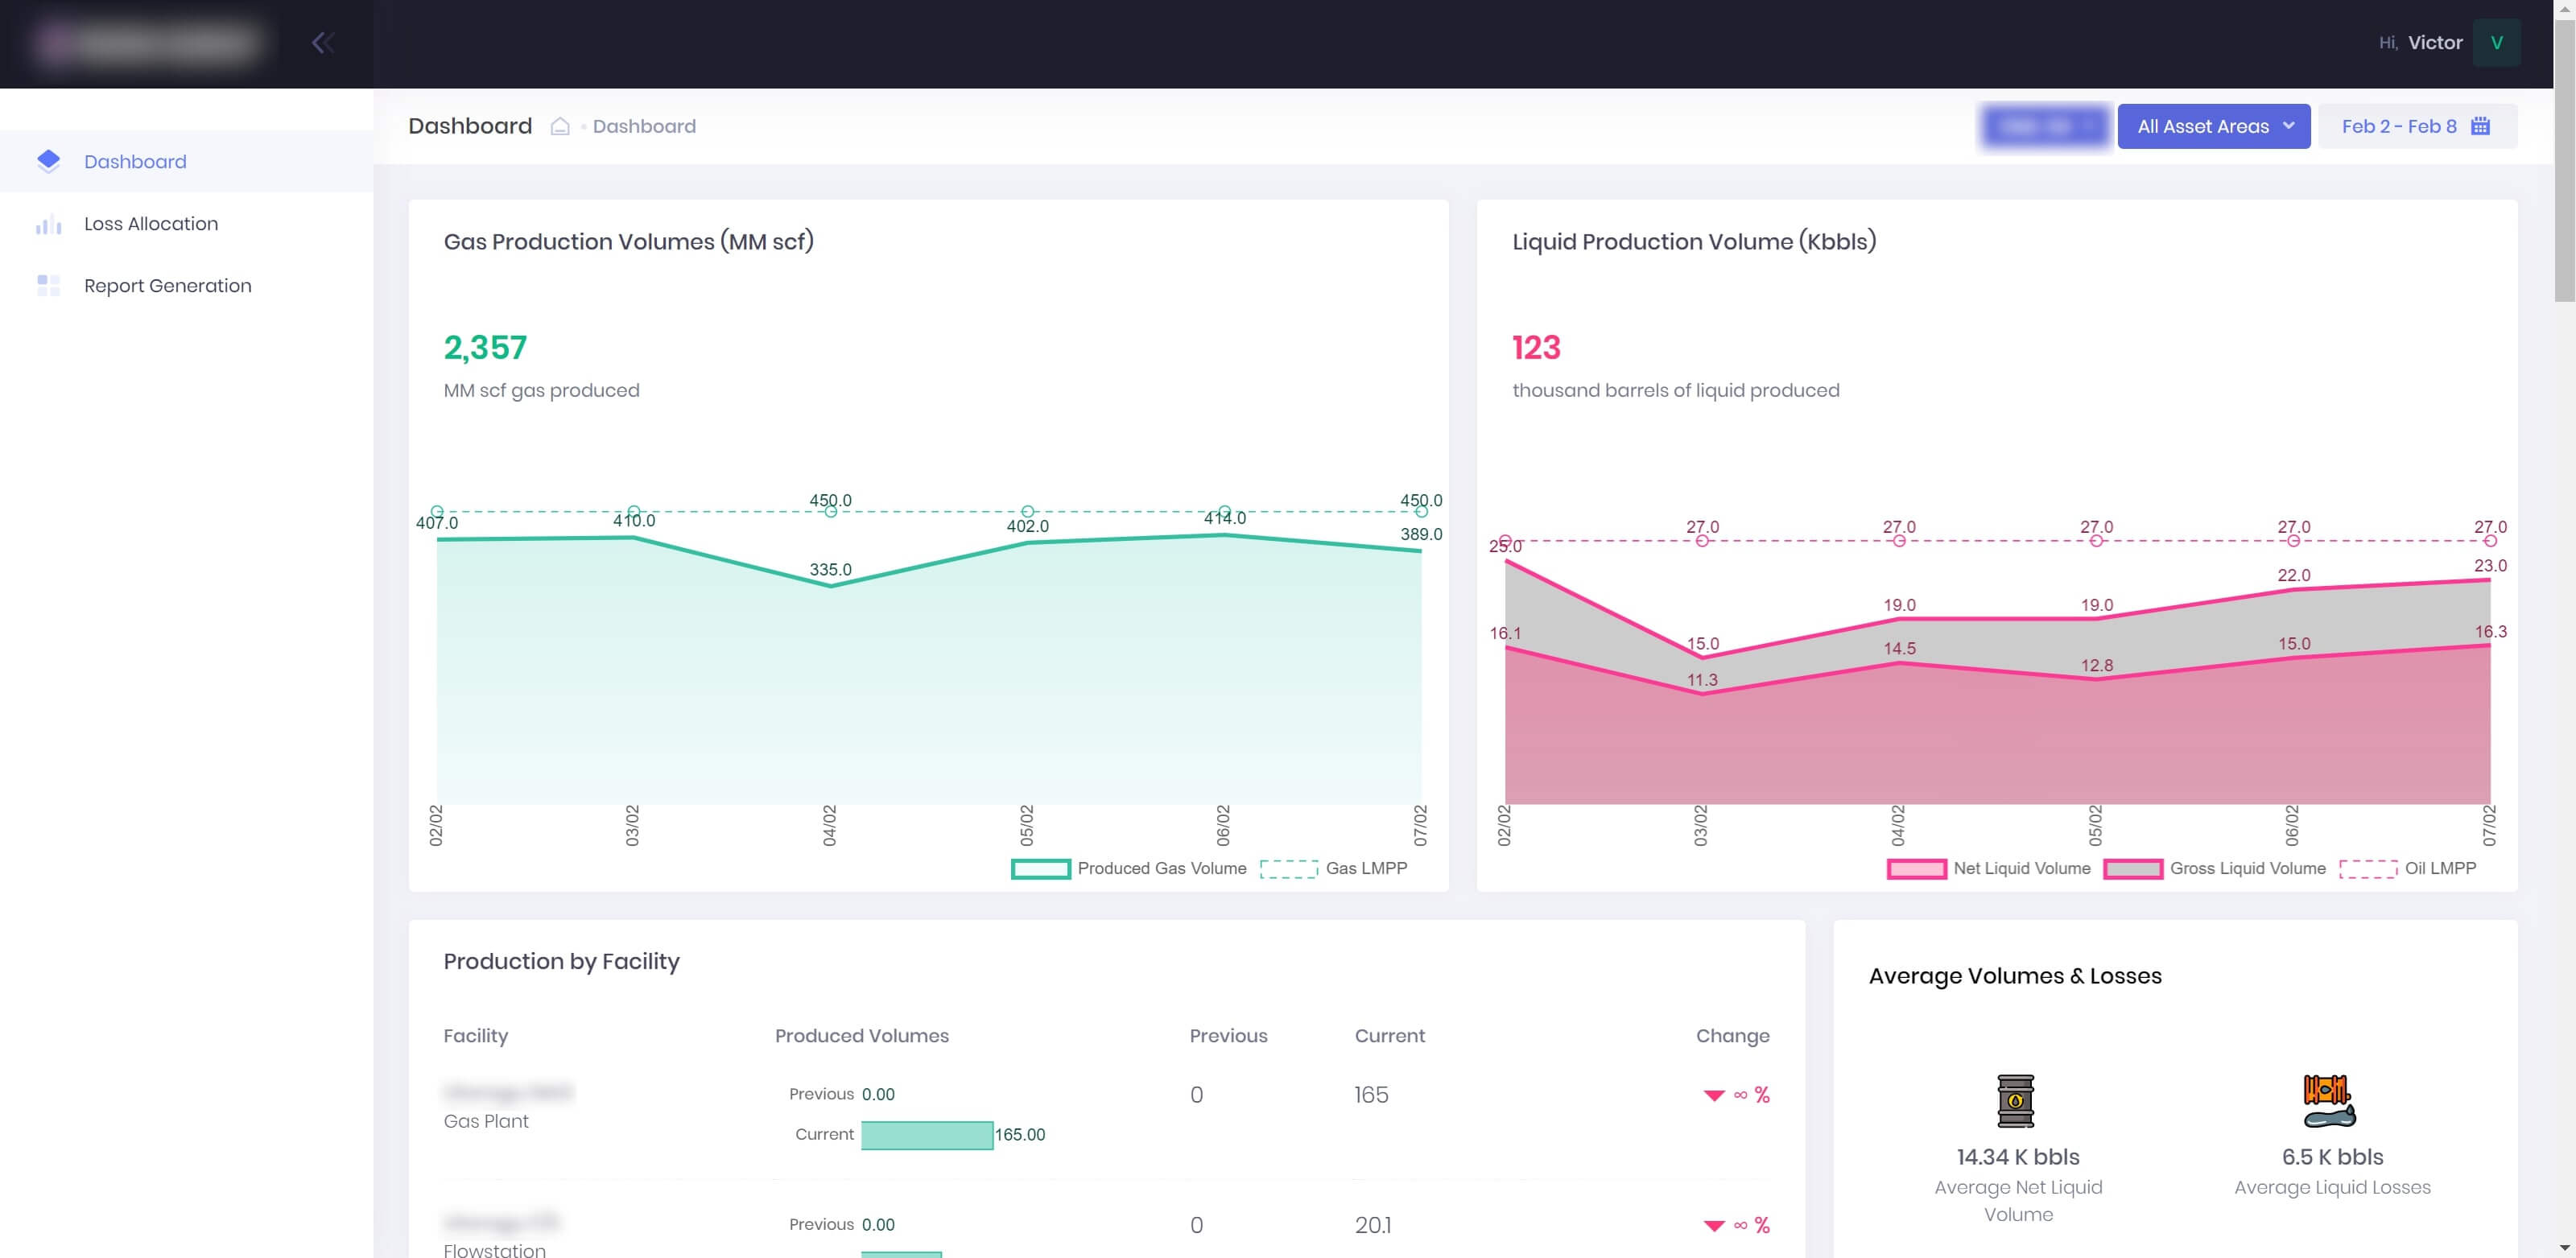 Hi, Victor V
Dashboard Dashboard
All Asset Areas
Feb 2 - Feb 8
Dashboard
Loss Allocation
Report Generation
Gas Production Volumes (MM scf)
2,357
MM scf gas produced
450.0 450.0
407.0 410.0 402.0 414.0 389.0
335.0
02/02 03/02 04/02 05/02 06/02 07/02
Produced Gas Volume Gas LMPP
Liquid Production Volume (Kbbls)
123
thousand barrels of liquid produced
27.0 27.0 27.0 27.0 27.0
25.0 15.0 19.0 19.0 22.0 23.0
16.1 11.3 14.5 12.8 15.0 16.3
02/02 03/02 04/02 05/02 06/02 07/02
Net Liquid Volume Gross Liquid Volume Oil LMPP
Production by Facility
Facility Produced Volumes Previous Current Change
Previous 0.00 0 165 ∞ %
Gas Plant
Current 165.00
Previous 0.00 0 20.1 ∞ %
Flowstation
Average Volumes & Losses
14.34 K bbls
Average Net Liquid
Volume
6.5 K bbls
Average Liquid Losses